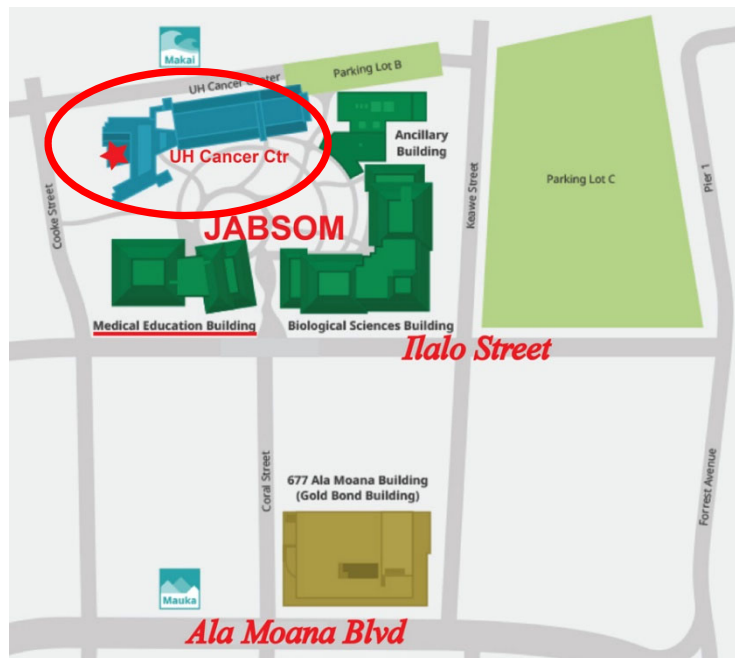 Makai
UH Cancer Center
Parking Lot B
Ancillary
Building
UH Cancer Ctr
Parking Lot C
Pier 1
Keawe Street
Cooke Street
JABSOM
Medical Education Building
Biological Sciences Building
Ilalo Street
Coral Street
677 Ala Moana Building
(Gold Bond Building)
Forrest Avenue
Mauka
Ala Moana Blvd